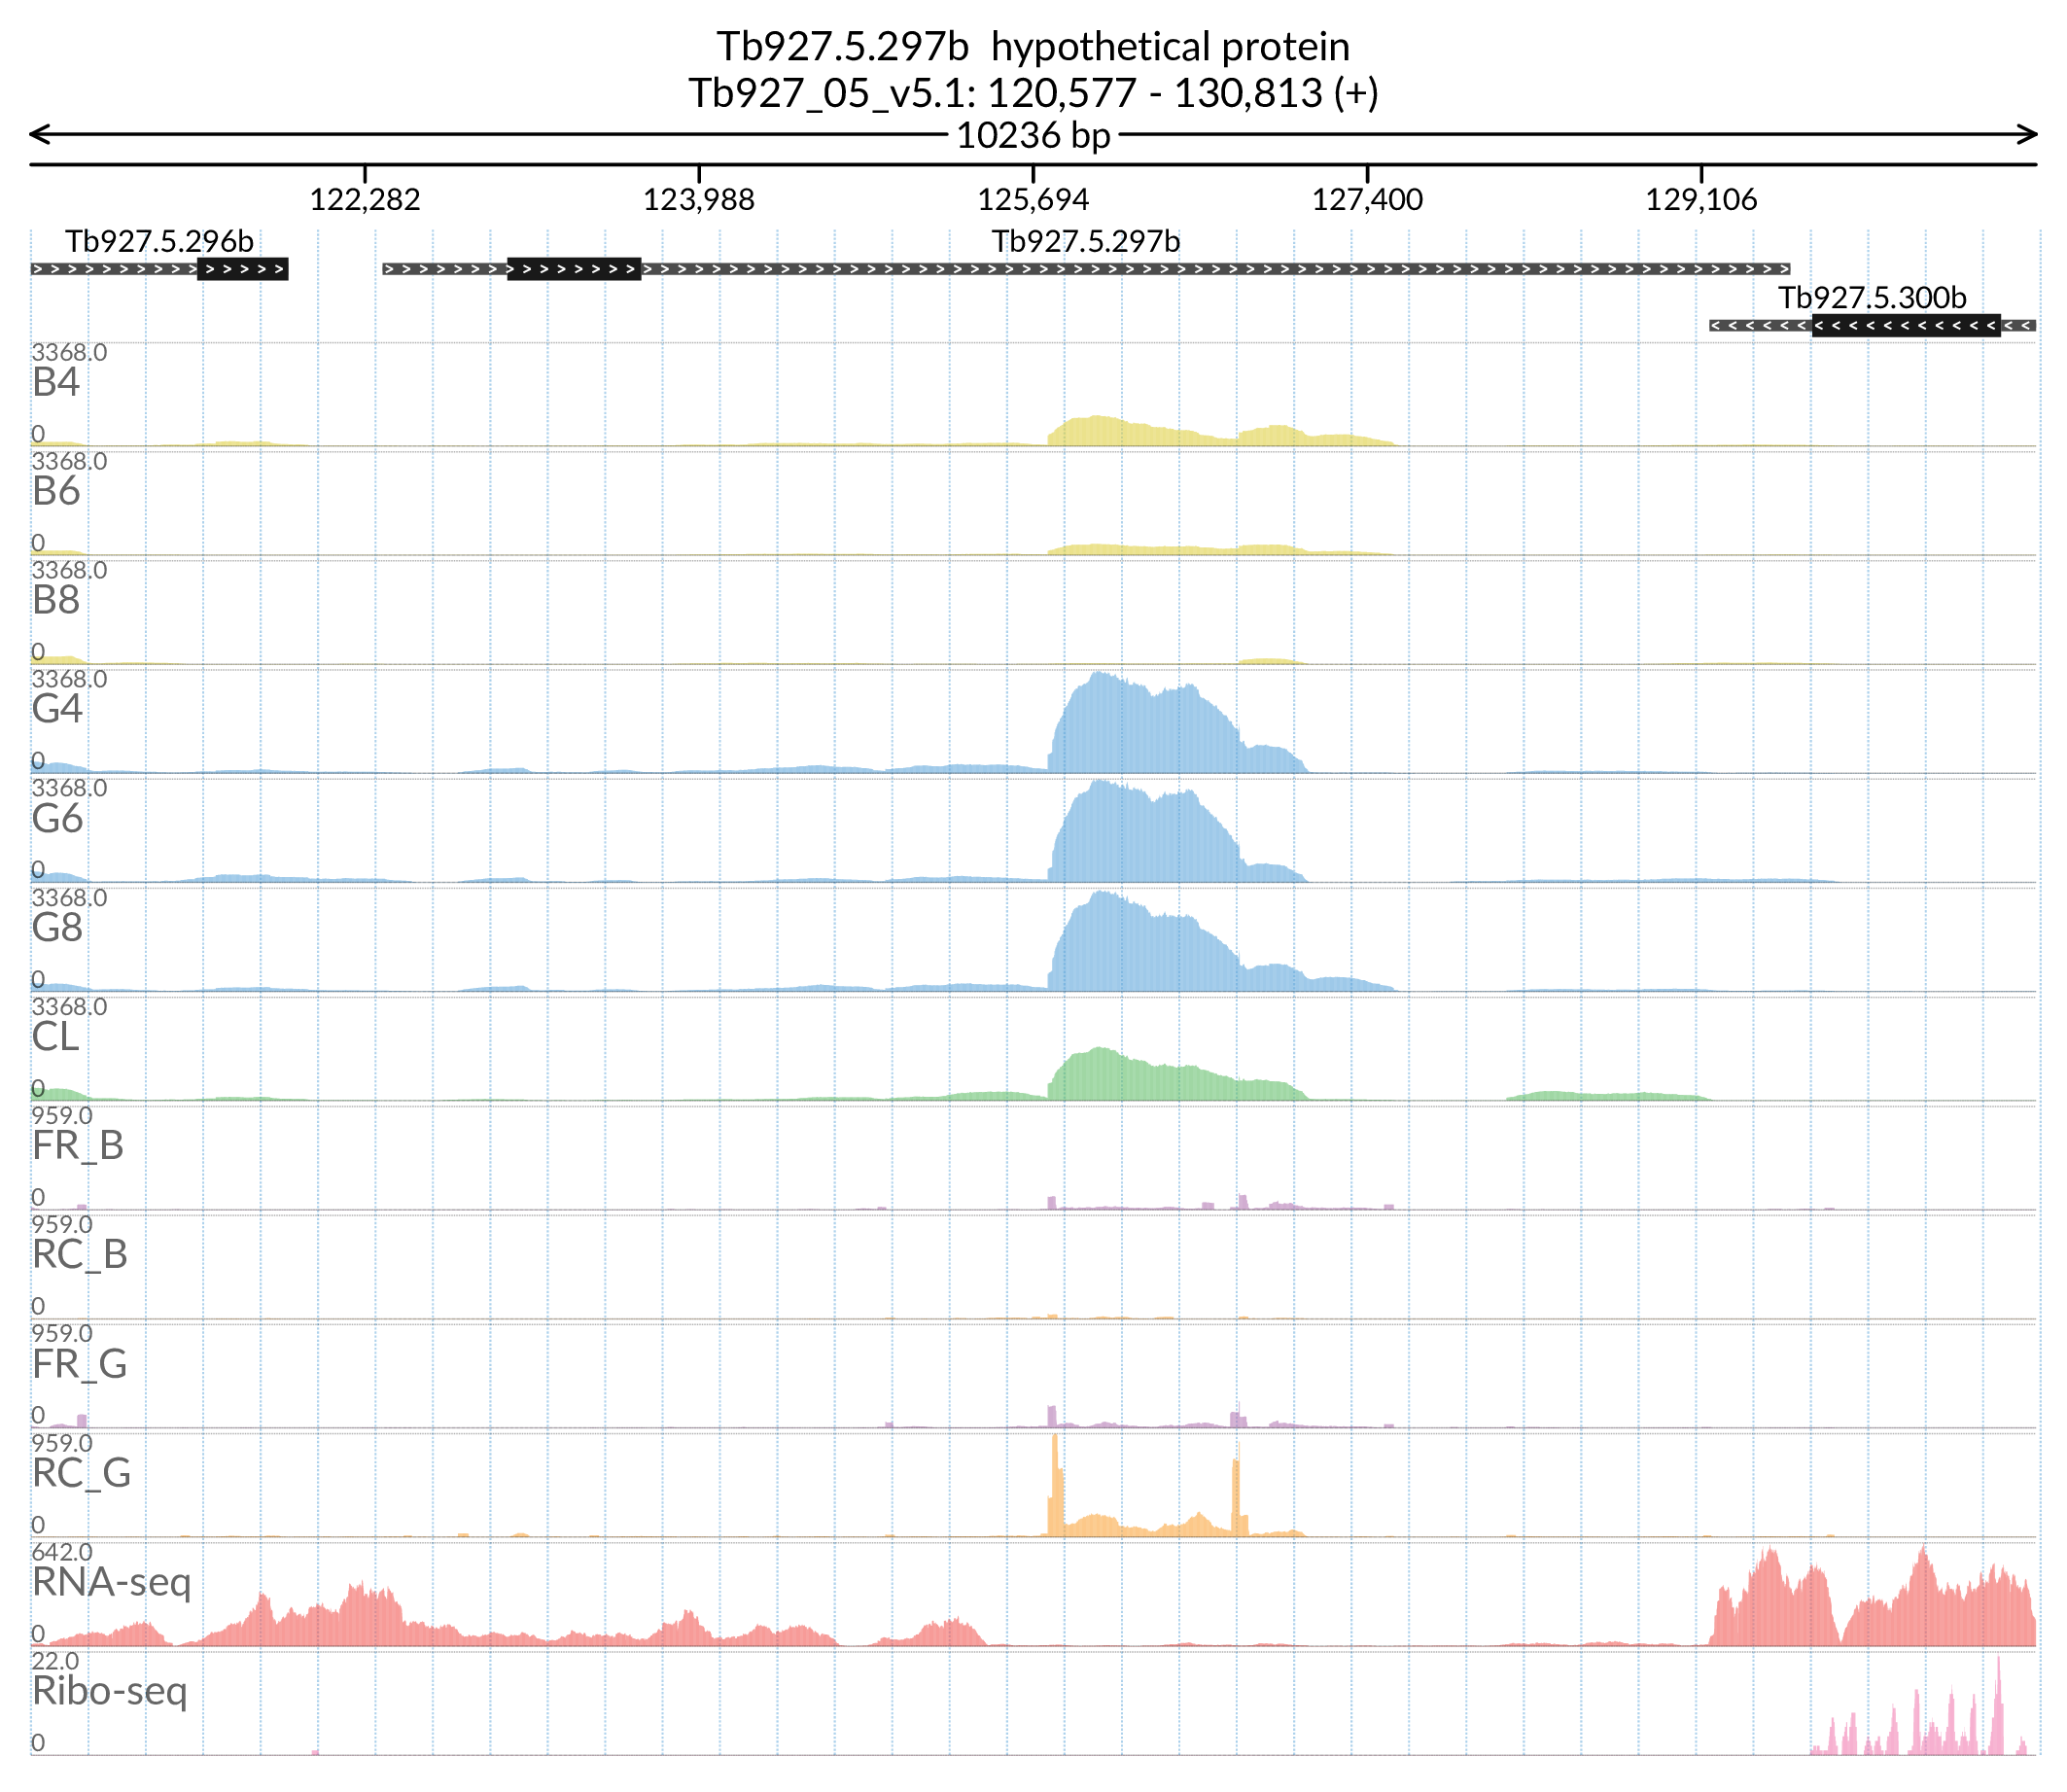 Tb927.5.297b hypothetical protein
Tb927_05_v5.1: 120,577 - 130,813 (+)
10236 bp
122,282 123,988 125,694 127,400 129,106
Tb927.5.296b Tb927.5.297b
Tb927.5.300b
3368.0
B4
0
3368.0
B6
0
3368.0
B8
0
3368.0
G4
0
3368.0
G6
0
3368.0
G8
0
3368.0
CL
0
959.0
FR_B
0
959.0
RC_B
0
959.0
FR_G
0
959.0
RC_G
0
642.0
RNA-seq
0
22.0
Ribo-seq
0